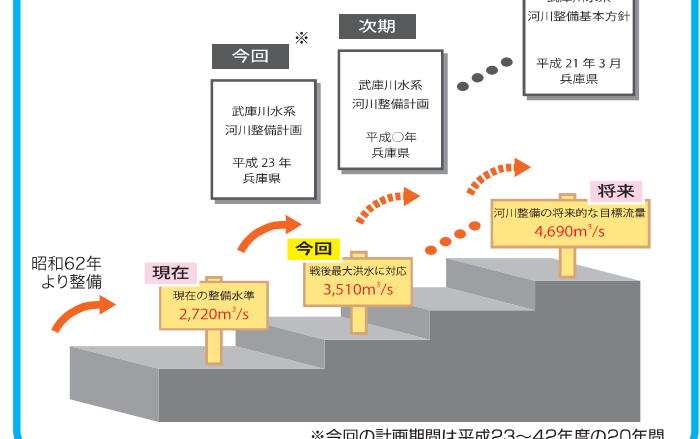 武庫川水系
河川整備基本方針
平成21年3月
兵庫県
次期
武庫川水系
河川整備計画
平成○年
兵庫県
今回
※
武庫川水系
河川整備計画
平成23年
兵庫県
将来
河川整備の将来的な目標流量
4,690m³/s
今回
戦後最大洪水に対応
3,510m³/s
現在
現在の整備水準
2,720m³/s
昭和62年
より整備
※今回の計画期間は平成23〜42年度の20年間